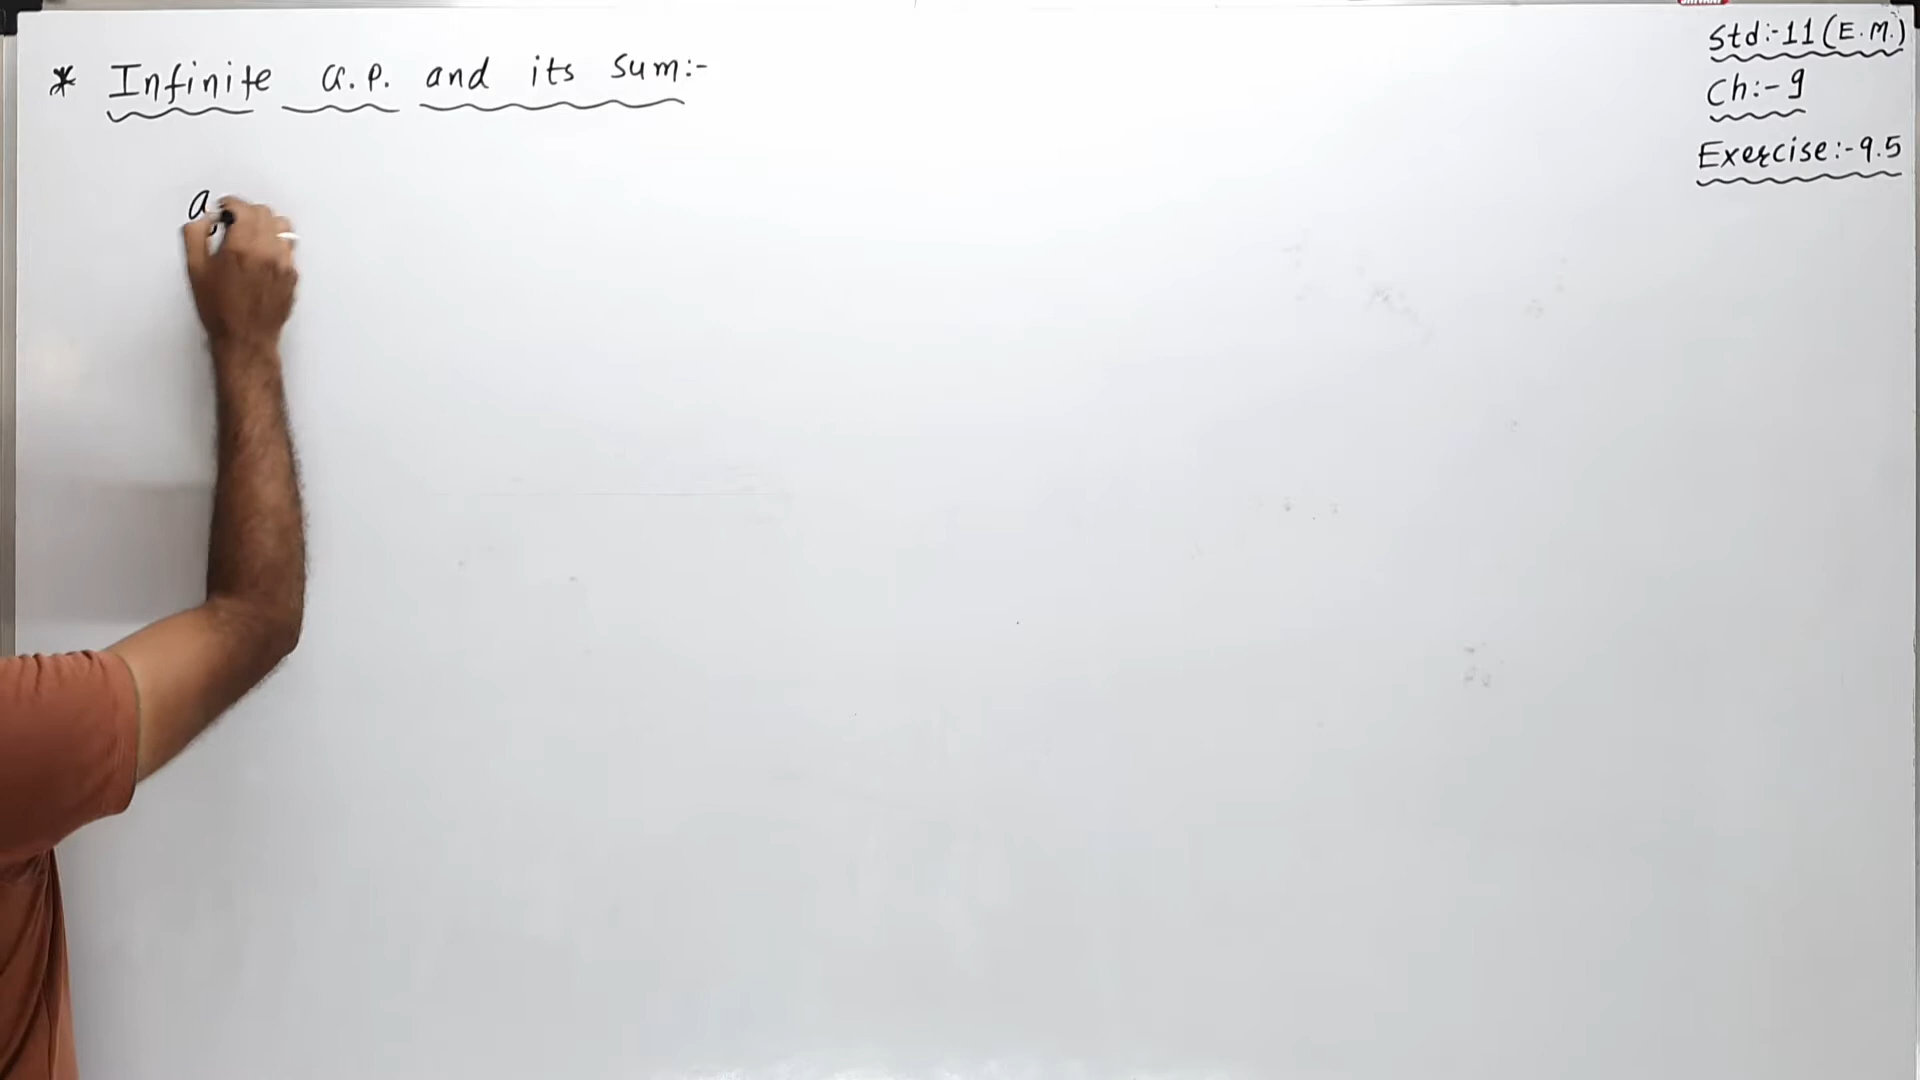 * Infinite G.P. and its sum:-
Std:-11 (E.M.)
Ch:- 9
Exercise:-9.5
a,